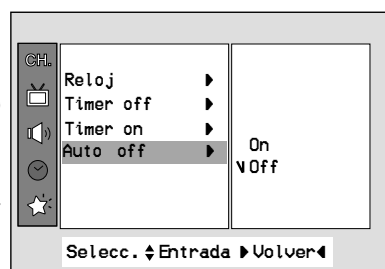 CH.
Reloj ▶
Timer off ▶
Timer on ▶
Auto off ▶
On
√Off
Selecc.▲▼Entrada ▶Volver◀